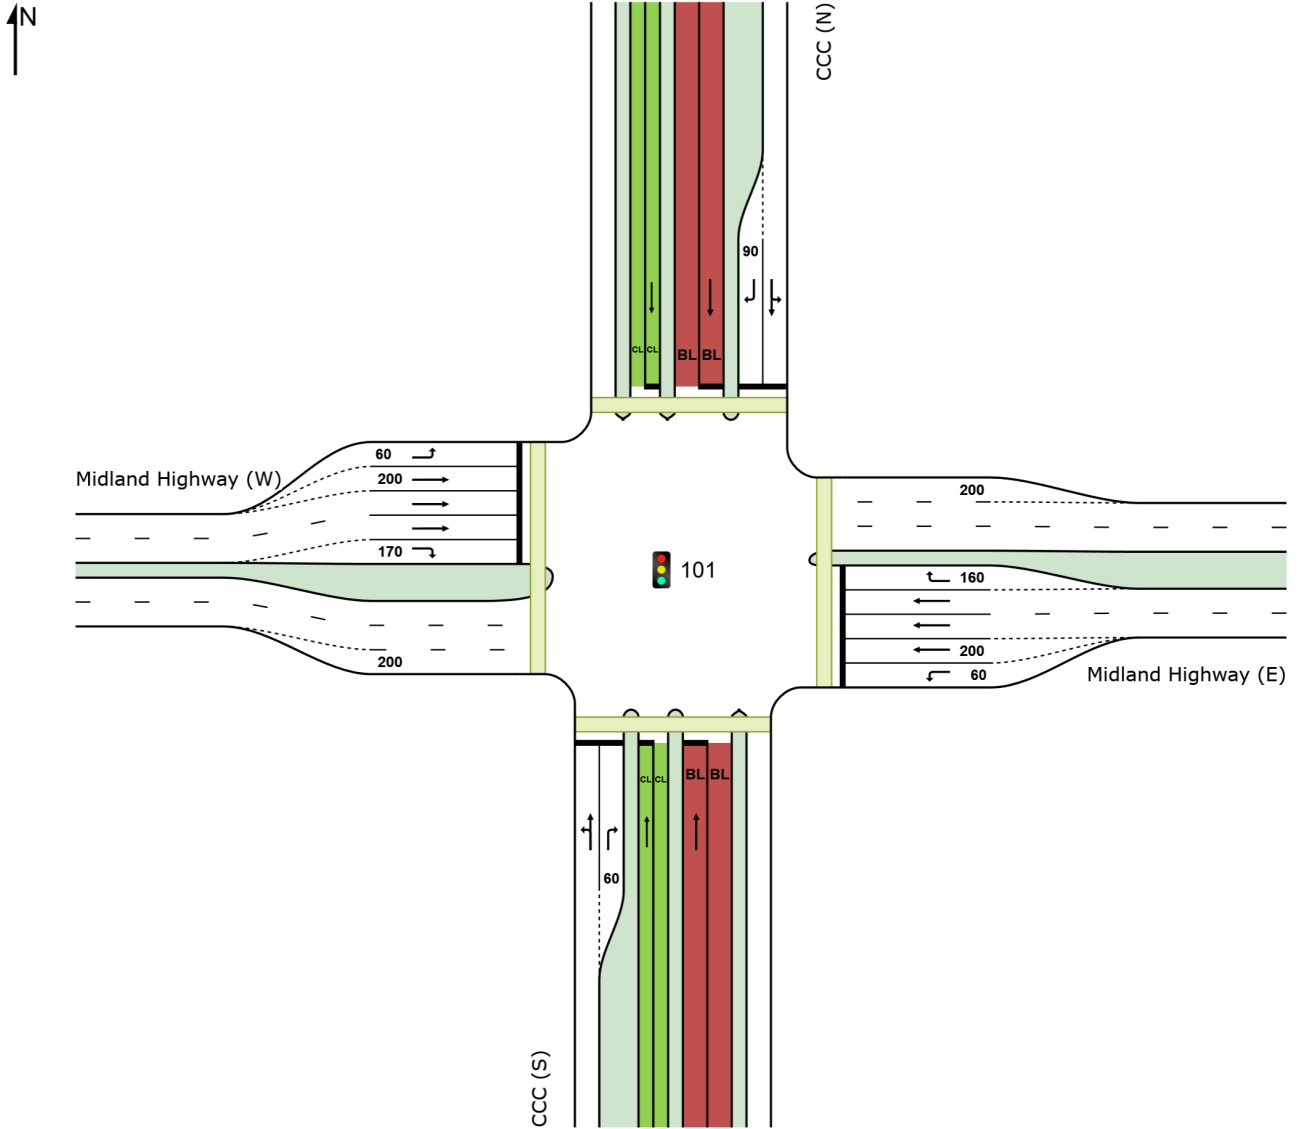 N
CCC (N)
90
CL CL BL BL
Midland Highway (W)
60
200
170
200
101
200
160
200
60
Midland Highway (E)
CL CL BL BL
60
CCC (S)